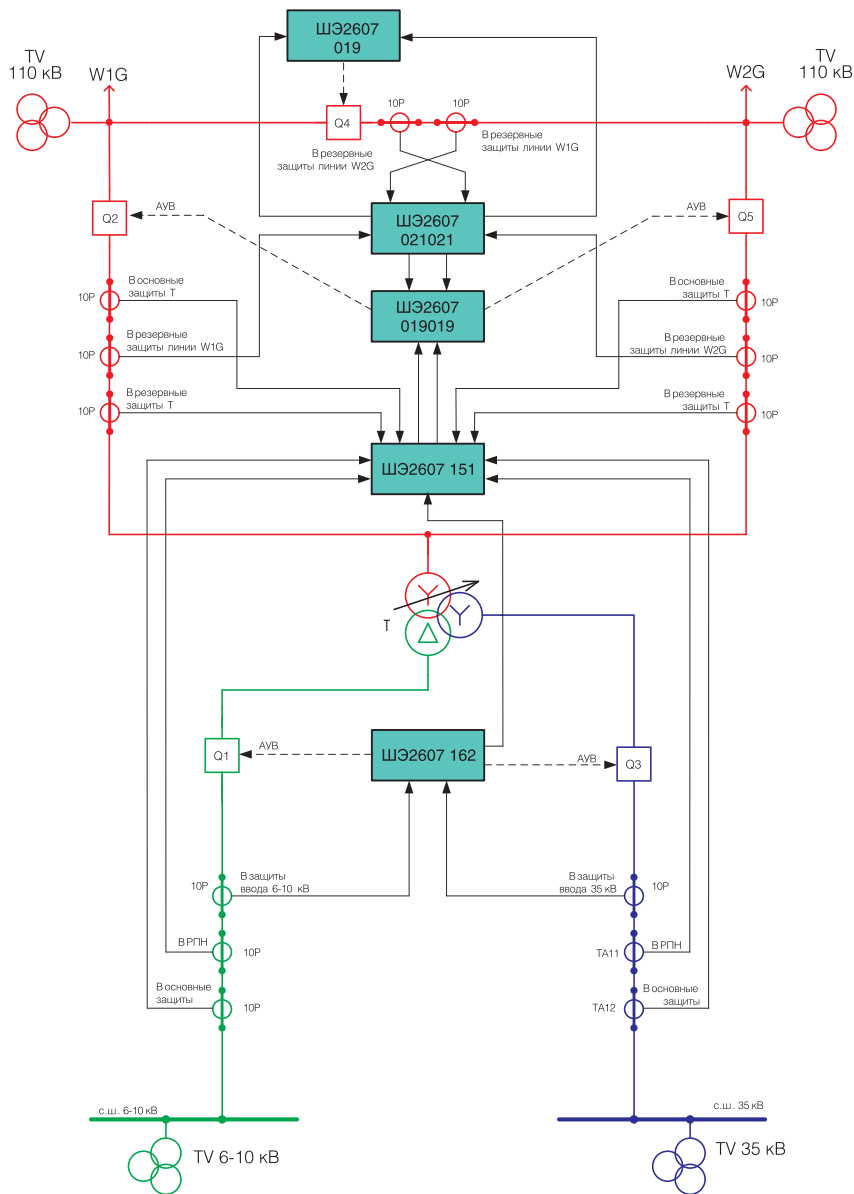 ШЭ2607
019
TV
110 кВ
W1G
W2G
TV
110 кВ
10Р
10Р
Q4
В резервные
защиты линии W2G
В резервные
защиты линии W1G
Q2
АУВ
ШЭ2607
021021
АУВ
Q5
В основные
защиты Т
10Р
ШЭ2607
019019
В основные
защиты Т
10Р
В резервные
защиты линии W1G
10Р
В резервные
защиты линии W2G
10Р
В резервные
защиты Т
10Р
В резервные
защиты Т
10Р
ШЭ2607 151
Т
Q1
АУВ
ШЭ2607 162
АУВ
Q3
10Р
В защиты
ввода 6-10 кВ
В защиты
ввода 35 кВ
10Р
В РПН
10Р
ТА11
В РПН
В основные
защиты
10Р
ТА12
В основные
защиты
с.ш. 6-10 кВ
с.ш. 35 кВ
TV 6-10 кВ
TV 35 кВ